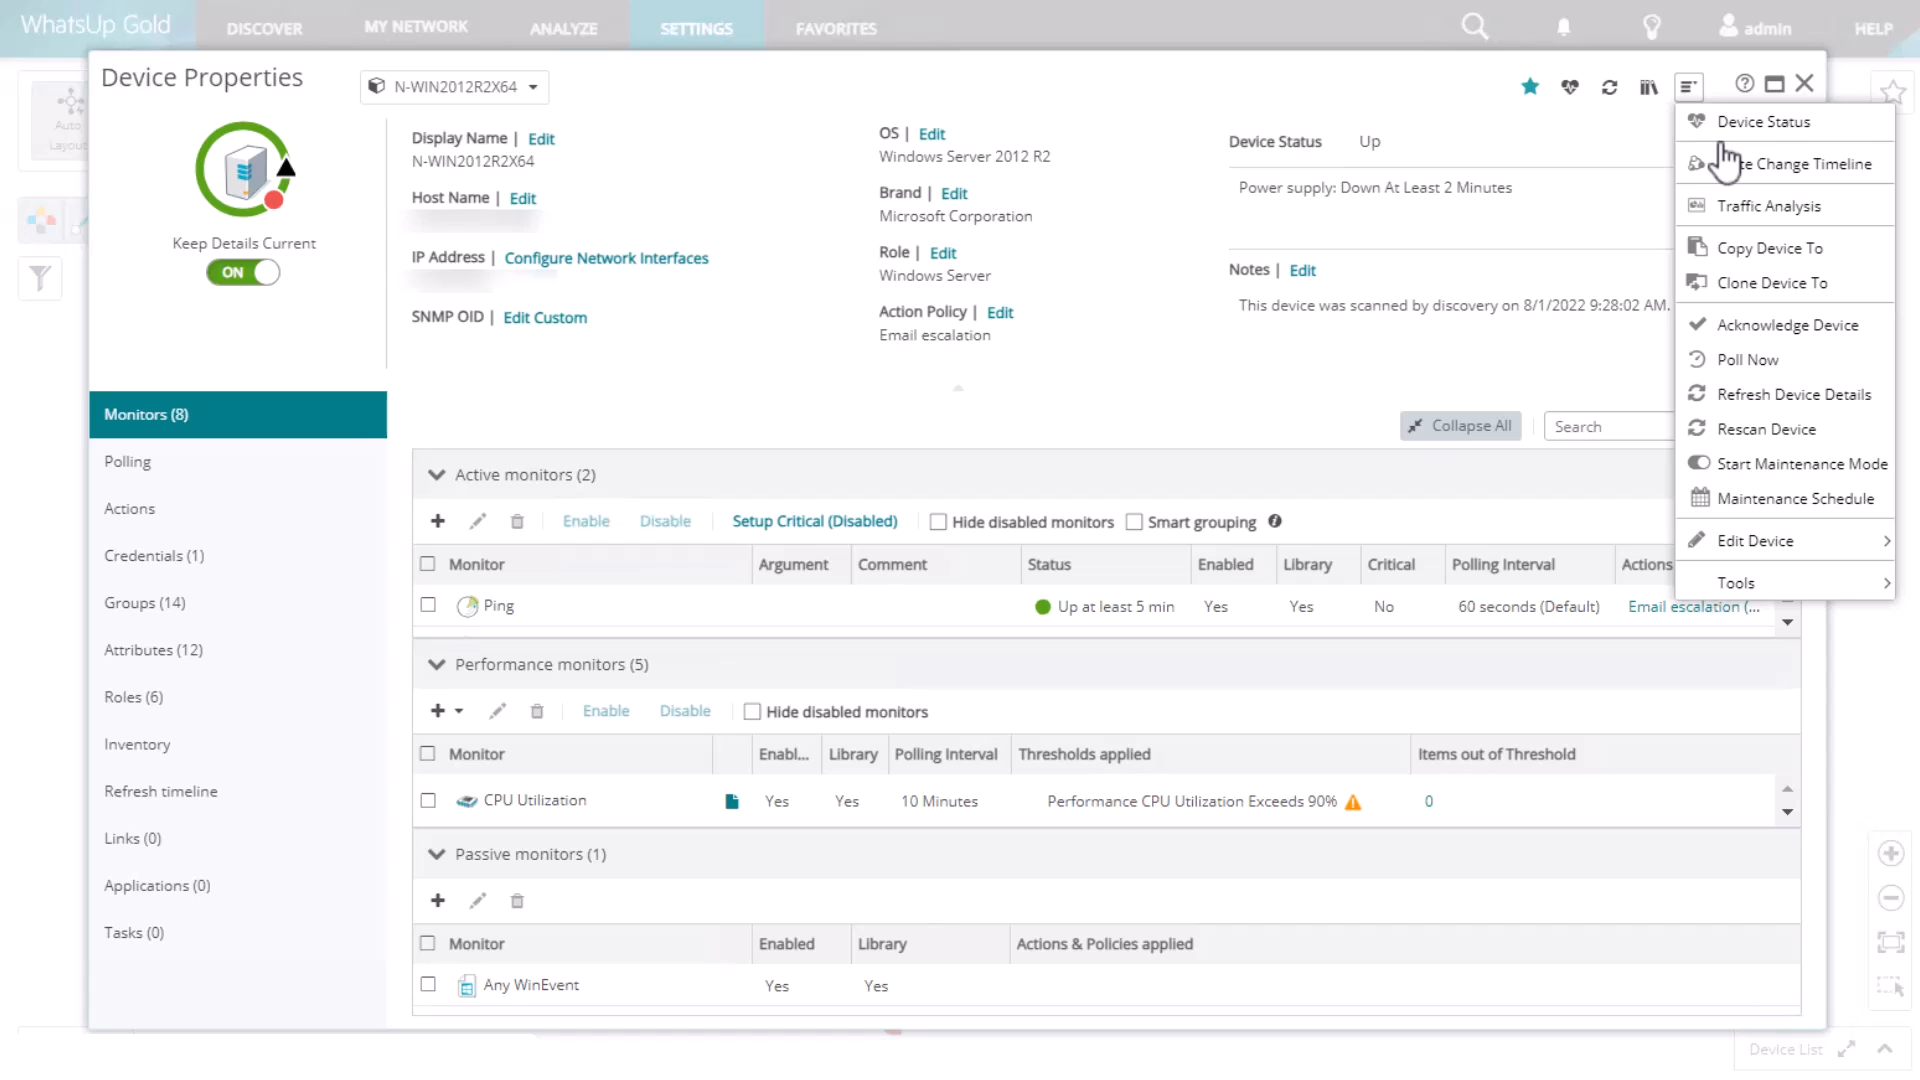 WhatsUp Gold
DISCOVER
MY NETWORK
ANALYZE
SETTINGS
FAVORITES
admin
HELP
Auto
Layout
Device Properties
N-WIN2012R2X64
Keep Details Current
ON
Display Name | Edit
N-WIN2012R2X64
Host Name | Edit
IP Address | Configure Network Interfaces
SNMP OID | Edit Custom
OS | Edit
Windows Server 2012 R2
Brand | Edit
Microsoft Corporation
Role | Edit
Windows Server
Action Policy | Edit
Email escalation
Device Status Up
Power supply: Down At Least 2 Minutes
Notes | Edit
This device was scanned by discovery on 8/1/2022 9:28:02 AM.
Device Status
Change Timeline
Traffic Analysis
Copy Device To
Clone Device To
Acknowledge Device
Poll Now
Refresh Device Details
Rescan Device
Start Maintenance Mode
Maintenance Schedule
Edit Device
Tools
Monitors (8)
Polling
Actions
Credentials (1)
Groups (14)
Attributes (12)
Roles (6)
Inventory
Refresh timeline
Links (0)
Applications (0)
Tasks (0)
Collapse All
Search
Active monitors (2)
Enable Disable Setup Critical (Disabled) Hide disabled monitors Smart grouping
Monitor Argument Comment Status Enabled Library Critical Polling Interval Actions
Ping Up at least 5 min Yes Yes No 60 seconds (Default) Email escalation (...
Performance monitors (5)
Enable Disable Hide disabled monitors
Monitor Enabl... Library Polling Interval Thresholds applied Items out of Threshold
CPU Utilization Yes Yes 10 Minutes Performance CPU Utilization Exceeds 90% 0
Passive monitors (1)
Monitor Enabled Library Actions & Policies applied
Any WinEvent Yes Yes
Device List